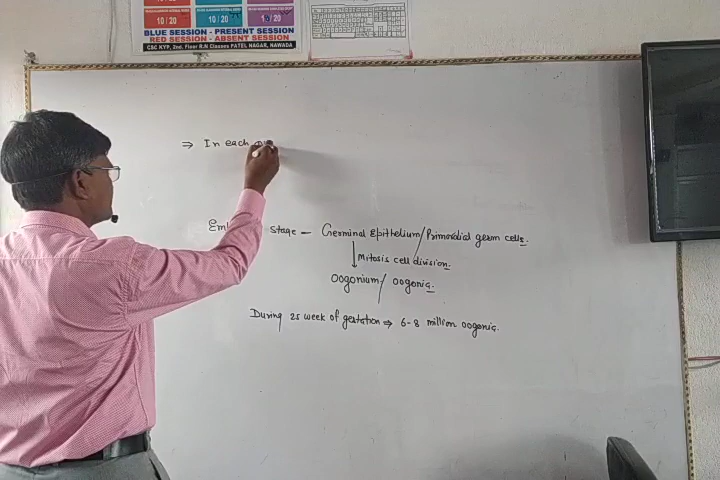 10/20 10/20 10/20
BLUE SESSION - PRESENT SESSION
RED SESSION - ABSENT SESSION
CSC KYP, 2nd. Floor R.N Classes PATEL NAGAR, NAWADA
⇒ In each
stage - Germinal Epithelium/Primordial germ cells.
Mitosis cell division.
oogonium/oogonia.
During 25 week of gestation ⇒ 6-8 million oogonia.